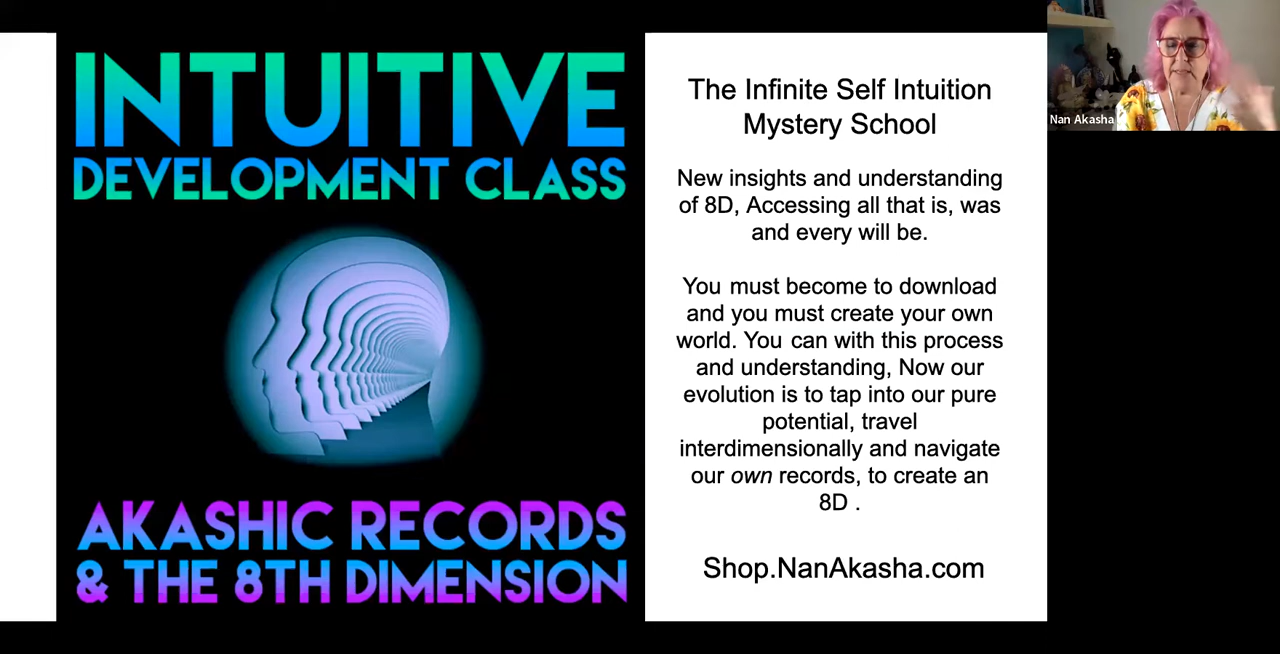 INTUITIVE
DEVELOPMENT CLASS
AKASHIC RECORDS
& THE 8TH DIMENSION
The Infinite Self Intuition
Mystery School
New insights and understanding
of 8D, Accessing all that is, was
and every will be.
You must become to download
and you must create your own
world. You can with this process
and understanding, Now our
evolution is to tap into our pure
potential, travel
interdimensionally and navigate
our own records, to create an
8D .
Shop.NanAkasha.com
Nan Akasha